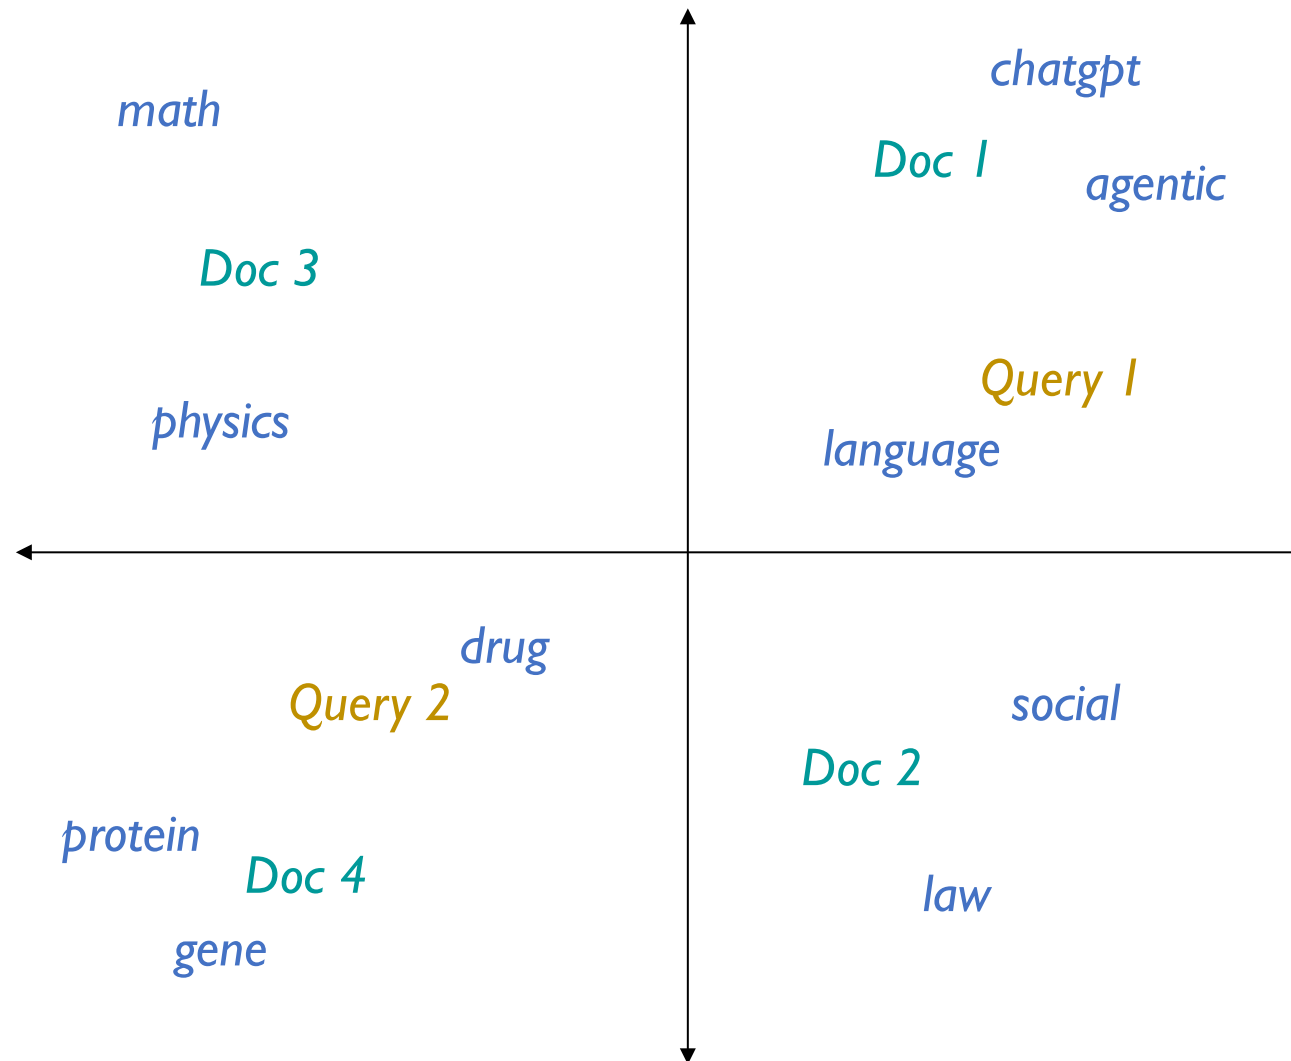 chatgpt
math
Doc 1
agentic
Doc 3
Query 1
physics
language
drug
Query 2
social
Doc 2
protein
Doc 4
law
gene